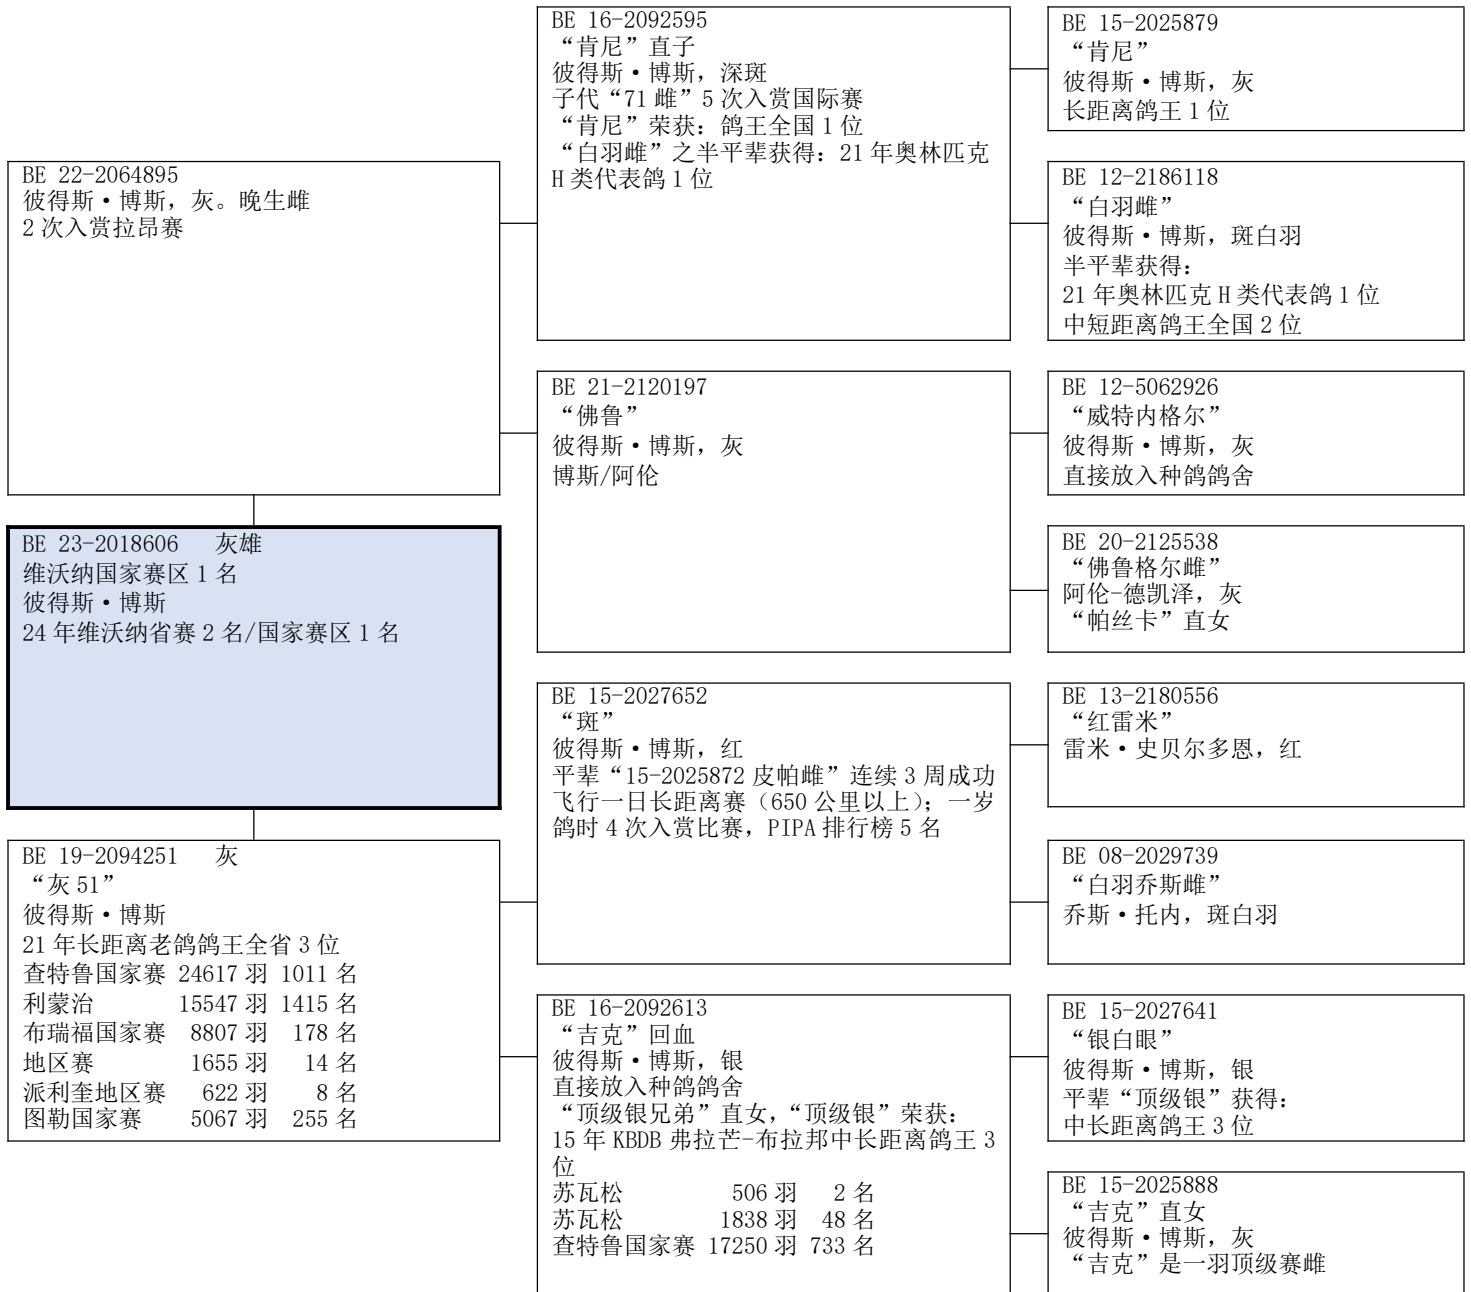 BE 22-2064895
彼得斯•博斯，灰。晚生雌
2 次入赏拉昂赛
BE 23-2018606 灰雄
维沃纳国家赛区 1 名
彼得斯•博斯
24 年维沃纳省赛 2 名/国家赛区 1 名
BE 19-2094251 灰
“灰 51”
彼得斯•博斯
21 年长距离老鸽鸽王全省 3 位
查特鲁国家赛 24617 羽 1011 名
利蒙治 15547 羽 1415 名
布瑞福国家赛 8807 羽 178 名
地区赛 1655 羽 14 名
派利奎地区赛 622 羽 8 名
图勒国家赛 5067 羽 255 名
BE 16-2092595
“肯尼”直子
彼得斯•博斯，深斑
子代“71 雌”5 次入赏国际赛
“肯尼”荣获：鸽王全国 1 位
“白羽雌”之半平辈获得：21 年奥林匹克
H 类代表鸽 1 位
BE 21-2120197
“佛鲁”
彼得斯•博斯，灰
博斯/阿伦
BE 15-2027652
“斑”
彼得斯•博斯，红
平辈“15-2025872 皮帕雌”连续 3 周成功
飞行一日长距离赛（650 公里以上）；一岁
鸽时 4 次入赏比赛，PIPA 排行榜 5 名
BE 16-2092613
“吉克”回血
彼得斯•博斯，银
直接放入种鸽鸽舍
“顶级银兄弟”直女，“顶级银”荣获：
15 年 KBDB 弗拉芒-布拉邦中长距离鸽王 3
位
苏瓦松 506 羽 2 名
苏瓦松 1838 羽 48 名
查特鲁国家赛 17250 羽 733 名
BE 15-2025879
“肯尼”
彼得斯•博斯，灰
长距离鸽王 1 位
BE 12-2186118
“白羽雌”
彼得斯•博斯，斑白羽
半平辈获得：
21 年奥林匹克 H 类代表鸽 1 位
中短距离鸽王全国 2 位
BE 12-5062926
“威特内格尔”
彼得斯•博斯，灰
直接放入种鸽鸽舍
BE 20-2125538
“佛鲁格尔雌”
阿伦-德凯泽，灰
“帕丝卡”直女
BE 13-2180556
“红雷米”
雷米•史贝尔多恩，红
BE 08-2029739
“白羽乔斯雌”
乔斯•托内，斑白羽
BE 15-2027641
“银白眼”
彼得斯•博斯，银
平辈“顶级银”获得：
中长距离鸽王 3 位
BE 15-2025888
“吉克”直女
彼得斯•博斯，灰
“吉克”是一羽顶级赛雌